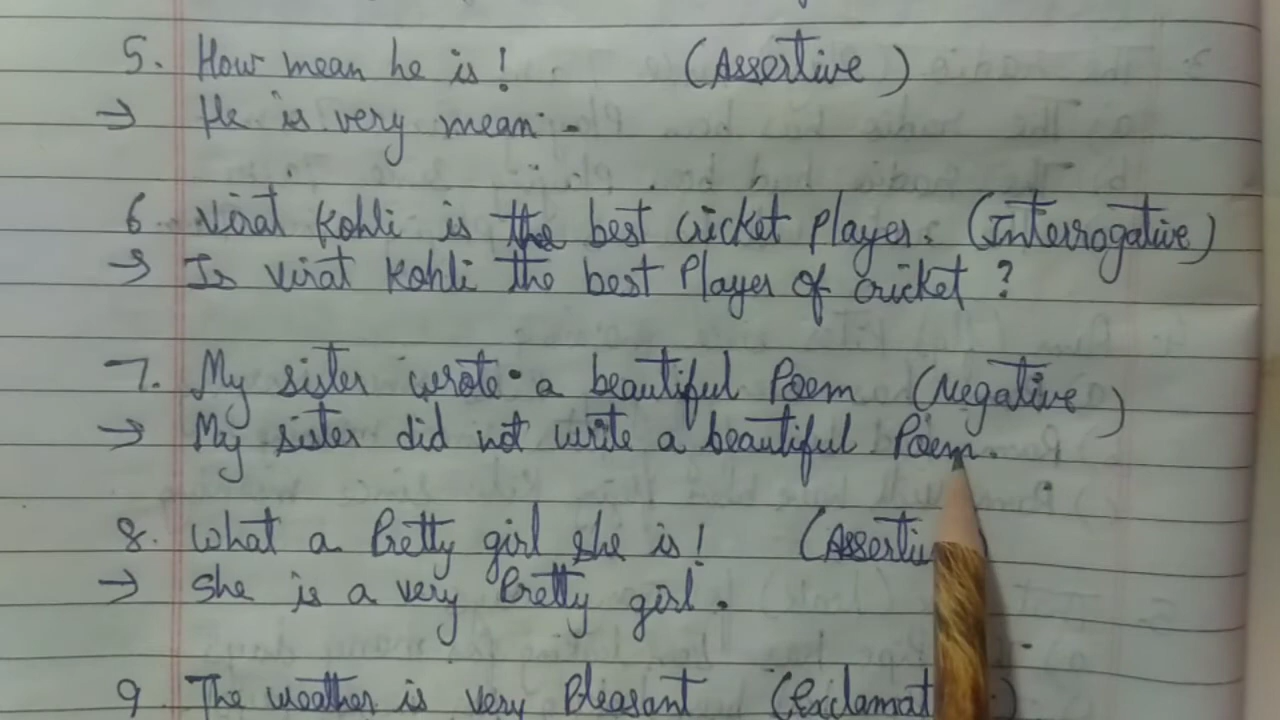 5. How mean he is! (Assertive)
→ He is very mean.
6 Virat Kohli is the best cricket player. (Interrogative)
→ Is Virat Kohli the best Player of cricket ?
7. My sister wrote a beautiful Poem (Negative)
→ My sister did not write a beautiful Poem.
8. What a Pretty girl she is! (Asserti
→ She is a very Pretty girl.
9 The weather is very Pleasant (Exclamat )